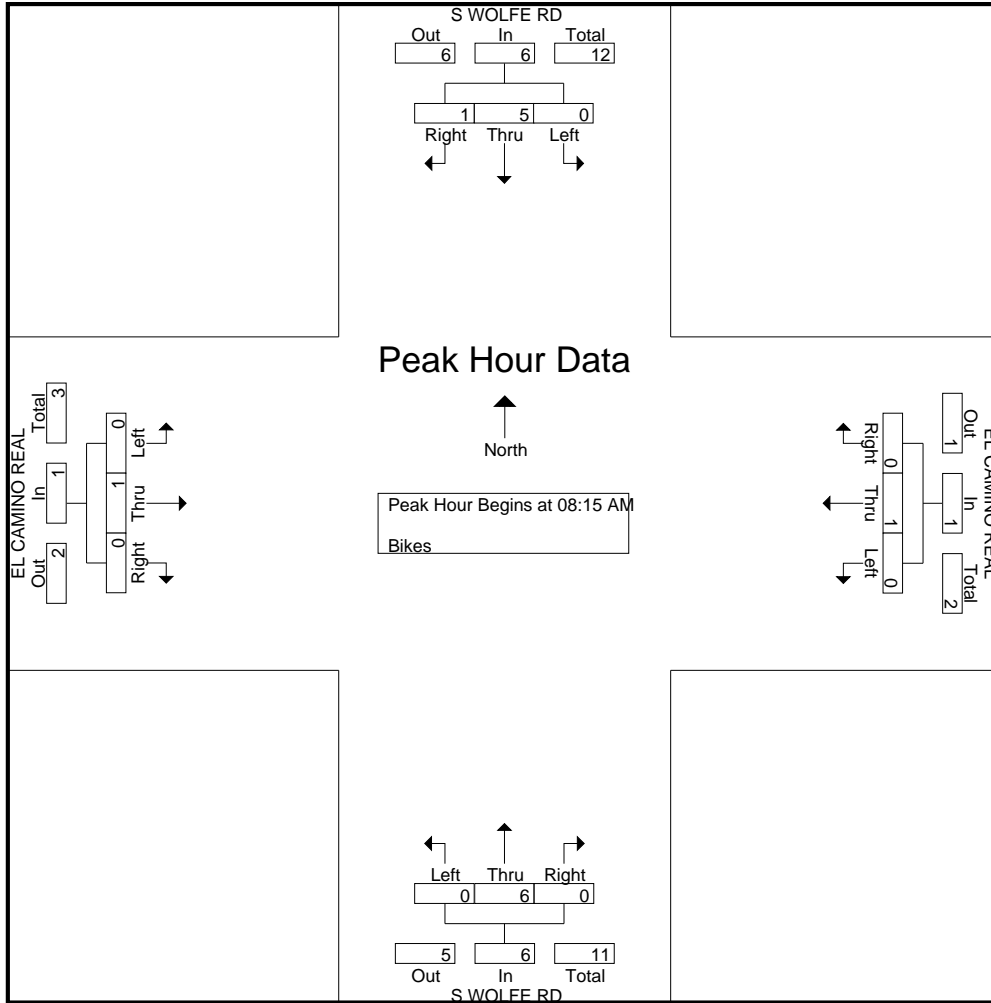 S WOLFE RD
Out In Total
6 6 12
1 5 0
Right Thru Left
Peak Hour Data
North
Peak Hour Begins at 08:15 AM
Bikes
EL CAMINO REAL
Total In Out
3 1 2
0 1 0
Left Thru Right
EL CAMINO REAL
Out In Total
1 1 2
Right Thru Left
0 1 0
Left Thru Right
0 6 0
5 6 11
Out In Total
S WOLFE RD